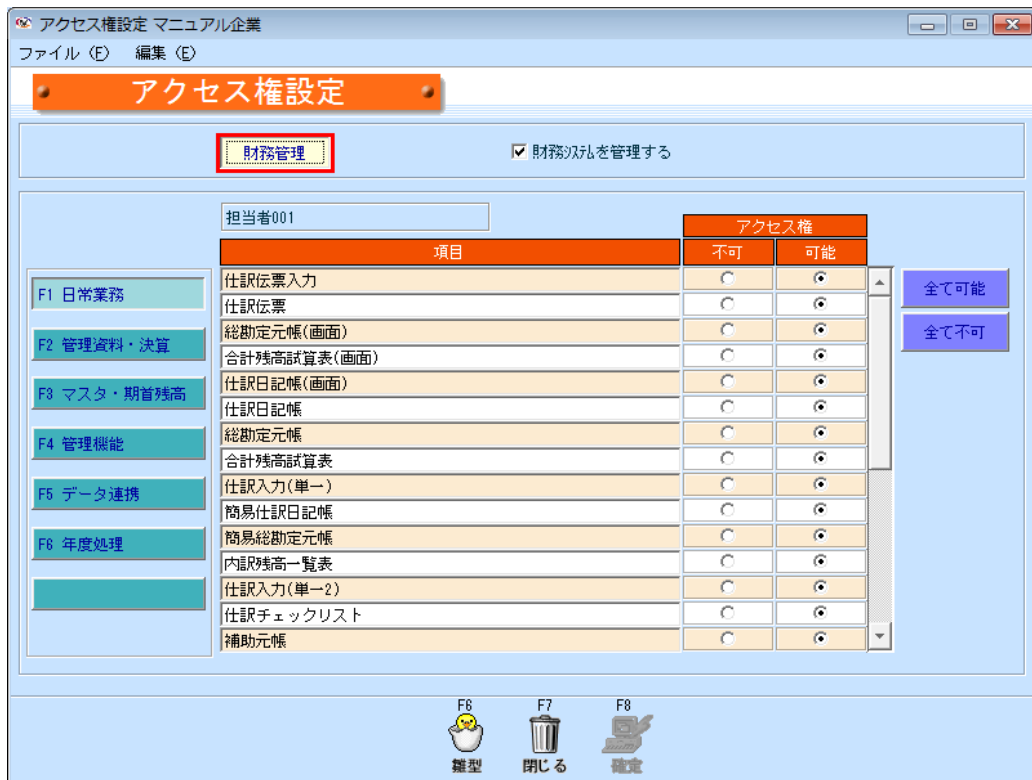 アクセス権設定 マニュアル企業
ファイル (F) 編集 (E)
アクセス権設定
財務管理 財務システムを管理する
担当者001
アクセス権
項目 不可 可能
F1 日常業務
F2 管理資料・決算
F3 マスタ・期首残高
F4 管理機能
F5 データ連携
F6 年度処理
仕訳伝票入力
仕訳伝票
総勘定元帳(画面)
合計残高試算表(画面)
仕訳日記帳(画面)
仕訳日記帳
総勘定元帳
合計残高試算表
仕訳入力(単一)
簡易仕訳日記帳
簡易総勘定元帳
内訳残高一覧表
仕訳入力(単一2)
仕訳チェックリスト
補助元帳
全て可能
全て不可
F6 F7 F8
雛型 閉じる 確定